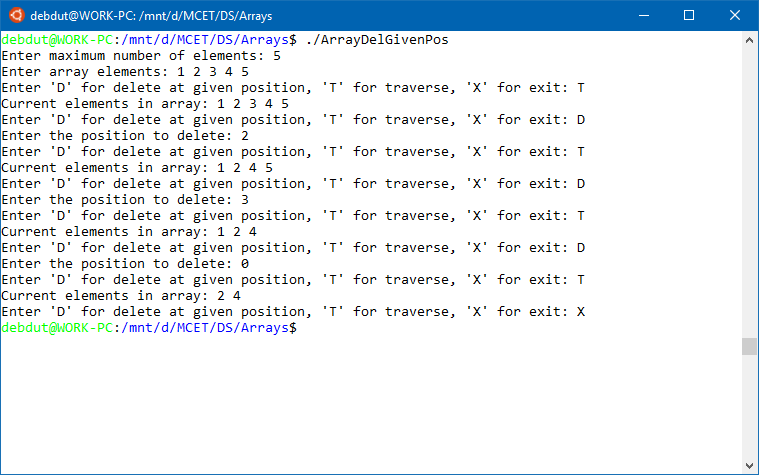 debdut@WORK-PC: /mnt/d/MCET/DS/Arrays
debdut@WORK-PC:/mnt/d/MCET/DS/Arrays$ ./ArrayDelGivenPos
Enter maximum number of elements: 5
Enter array elements: 1 2 3 4 5
Enter 'D' for delete at given position, 'T' for traverse, 'X' for exit: T
Current elements in array: 1 2 3 4 5
Enter 'D' for delete at given position, 'T' for traverse, 'X' for exit: D
Enter the position to delete: 2
Enter 'D' for delete at given position, 'T' for traverse, 'X' for exit: T
Current elements in array: 1 2 4 5
Enter 'D' for delete at given position, 'T' for traverse, 'X' for exit: D
Enter the position to delete: 3
Enter 'D' for delete at given position, 'T' for traverse, 'X' for exit: T
Current elements in array: 1 2 4
Enter 'D' for delete at given position, 'T' for traverse, 'X' for exit: D
Enter the position to delete: 0
Enter 'D' for delete at given position, 'T' for traverse, 'X' for exit: T
Current elements in array: 2 4
Enter 'D' for delete at given position, 'T' for traverse, 'X' for exit: X
debdut@WORK-PC:/mnt/d/MCET/DS/Arrays$